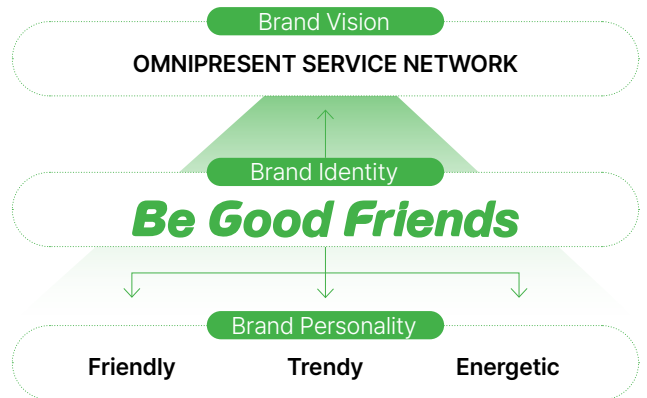 Brand Vision
OMNIPRESENT SERVICE NETWORK
Brand Identity
Be Good Friends
Brand Personality
Friendly Trendy Energetic